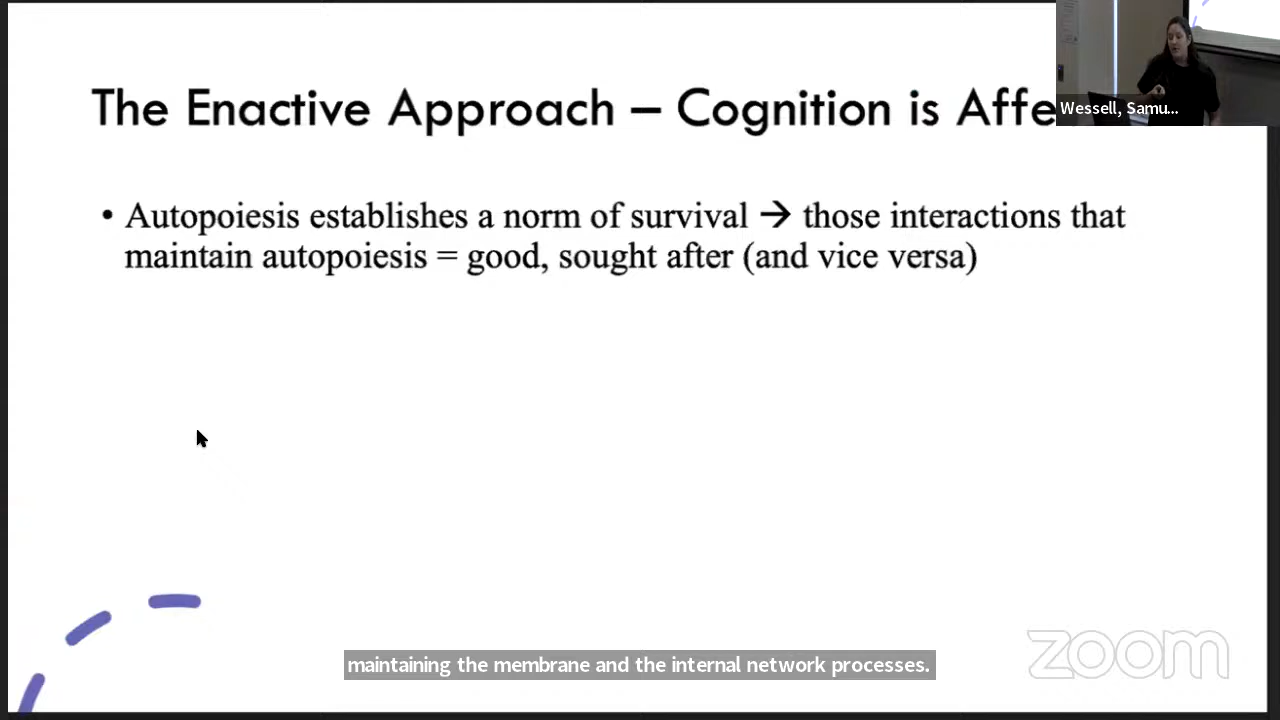 The Enactive Approach – Cognition is Affe
Wessell, Samu...
• Autopoiesis establishes a norm of survival → those interactions that
maintain autopoiesis = good, sought after (and vice versa)
maintaining the membrane and the internal network processes.
zoom